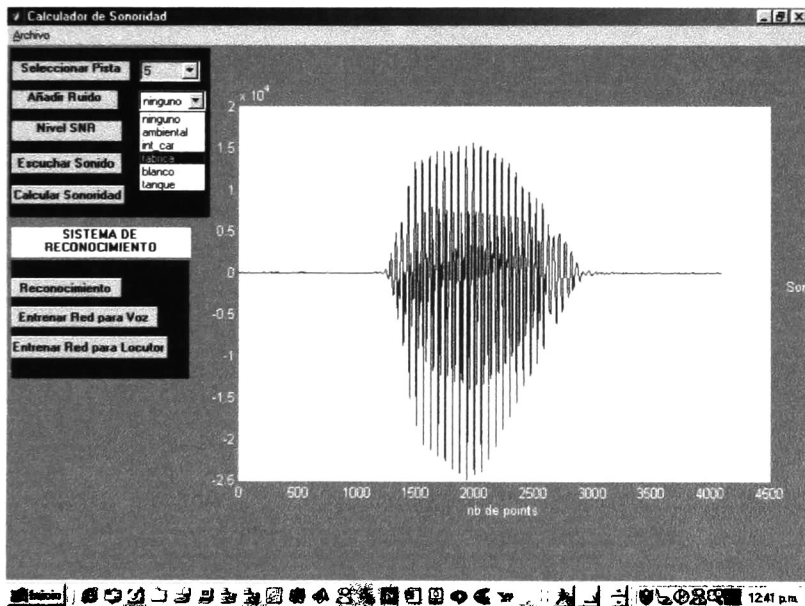 Calculador de Sonoridad
Archivo
Seleccionar Pista
5
Añadir Ruido
ninguno
ninguno
ambiental
int_car
fabrica
blanco
tanque
Nivel SNR
Escuchar Sonido
Calcular Sonoridad
SISTEMA DE
RECONOCIMIENTO
Reconocimiento
Entrenar Red para Voz
Entrenar Red para Locutor
x 10^4
2
1.5
1
0.5
0
-0.5
-1
-1.5
-2
-2.5
0 500 1000 1500 2000 2500 3000 3500 4000 4500
nb de points
Son
Inicio
12:41 p.m.